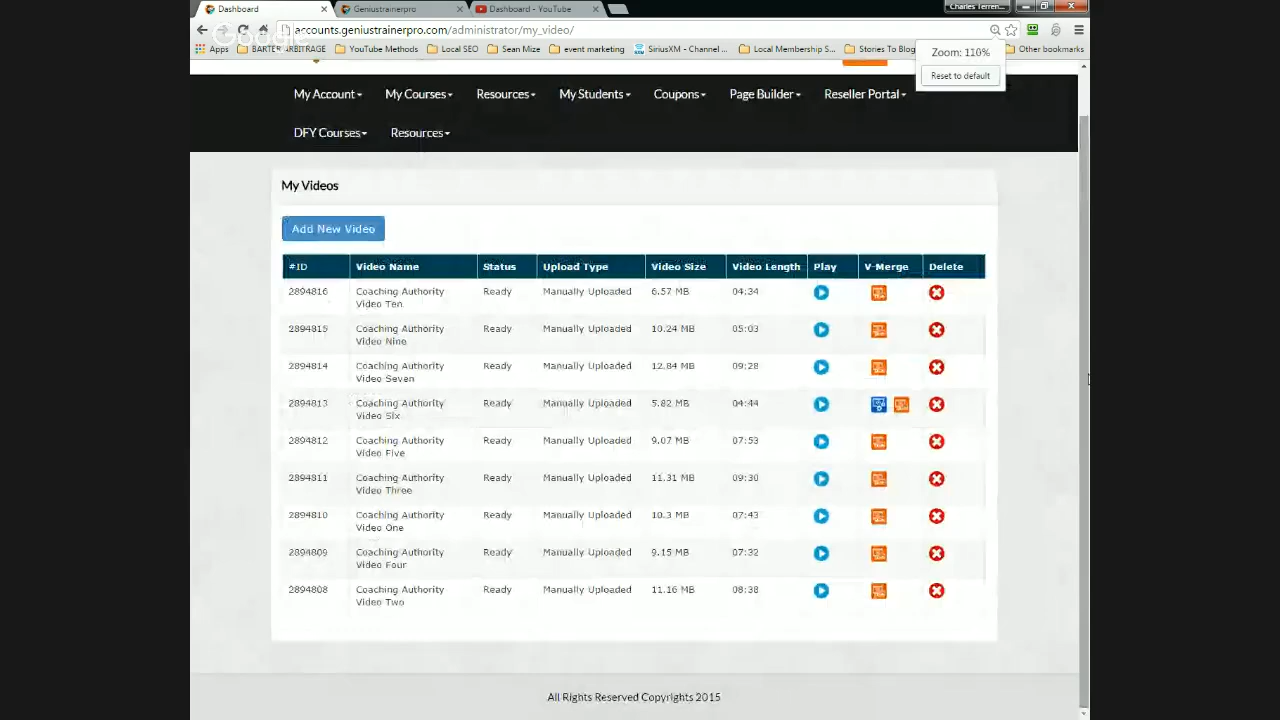 Dashboard
Geniustrainerpro
Dashboard - YouTube
Charles Terren...
Google
counts.geniustrainerpro.com/administrator/my_video/
Apps BARTER ARBITRAGE YouTube Methods Local SEO Sean Mize event marketing SiriusXM - Channel ... Local Membership S... Stories To Blog Other bookmarks
Zoom: 110%
Reset to default
My Account My Courses Resources My Students Coupons Page Builder Reseller Portal
DFY Courses Resources
My Videos
Add New Video
#ID Video Name Status Upload Type Video Size Video Length Play V-Merge Delete
2894816 Coaching Authority Ready Manually Uploaded 6.57 MB 04:34
Video Ten
2894815 Coaching Authority Ready Manually Uploaded 10.24 MB 05:03
Video Nine
2894814 Coaching Authority Ready Manually Uploaded 12.84 MB 09:28
Video Seven
2894813 Coaching Authority Ready Manually Uploaded 5.82 MB 04:44
Video Six
2894812 Coaching Authority Ready Manually Uploaded 9.07 MB 07:53
Video Five
2894811 Coaching Authority Ready Manually Uploaded 11.31 MB 09:30
Video Three
2894810 Coaching Authority Ready Manually Uploaded 10.3 MB 07:43
Video One
2894809 Coaching Authority Ready Manually Uploaded 9.15 MB 07:32
Video Four
2894808 Coaching Authority Ready Manually Uploaded 11.16 MB 08:38
Video Two
All Rights Reserved Copyrights 2015